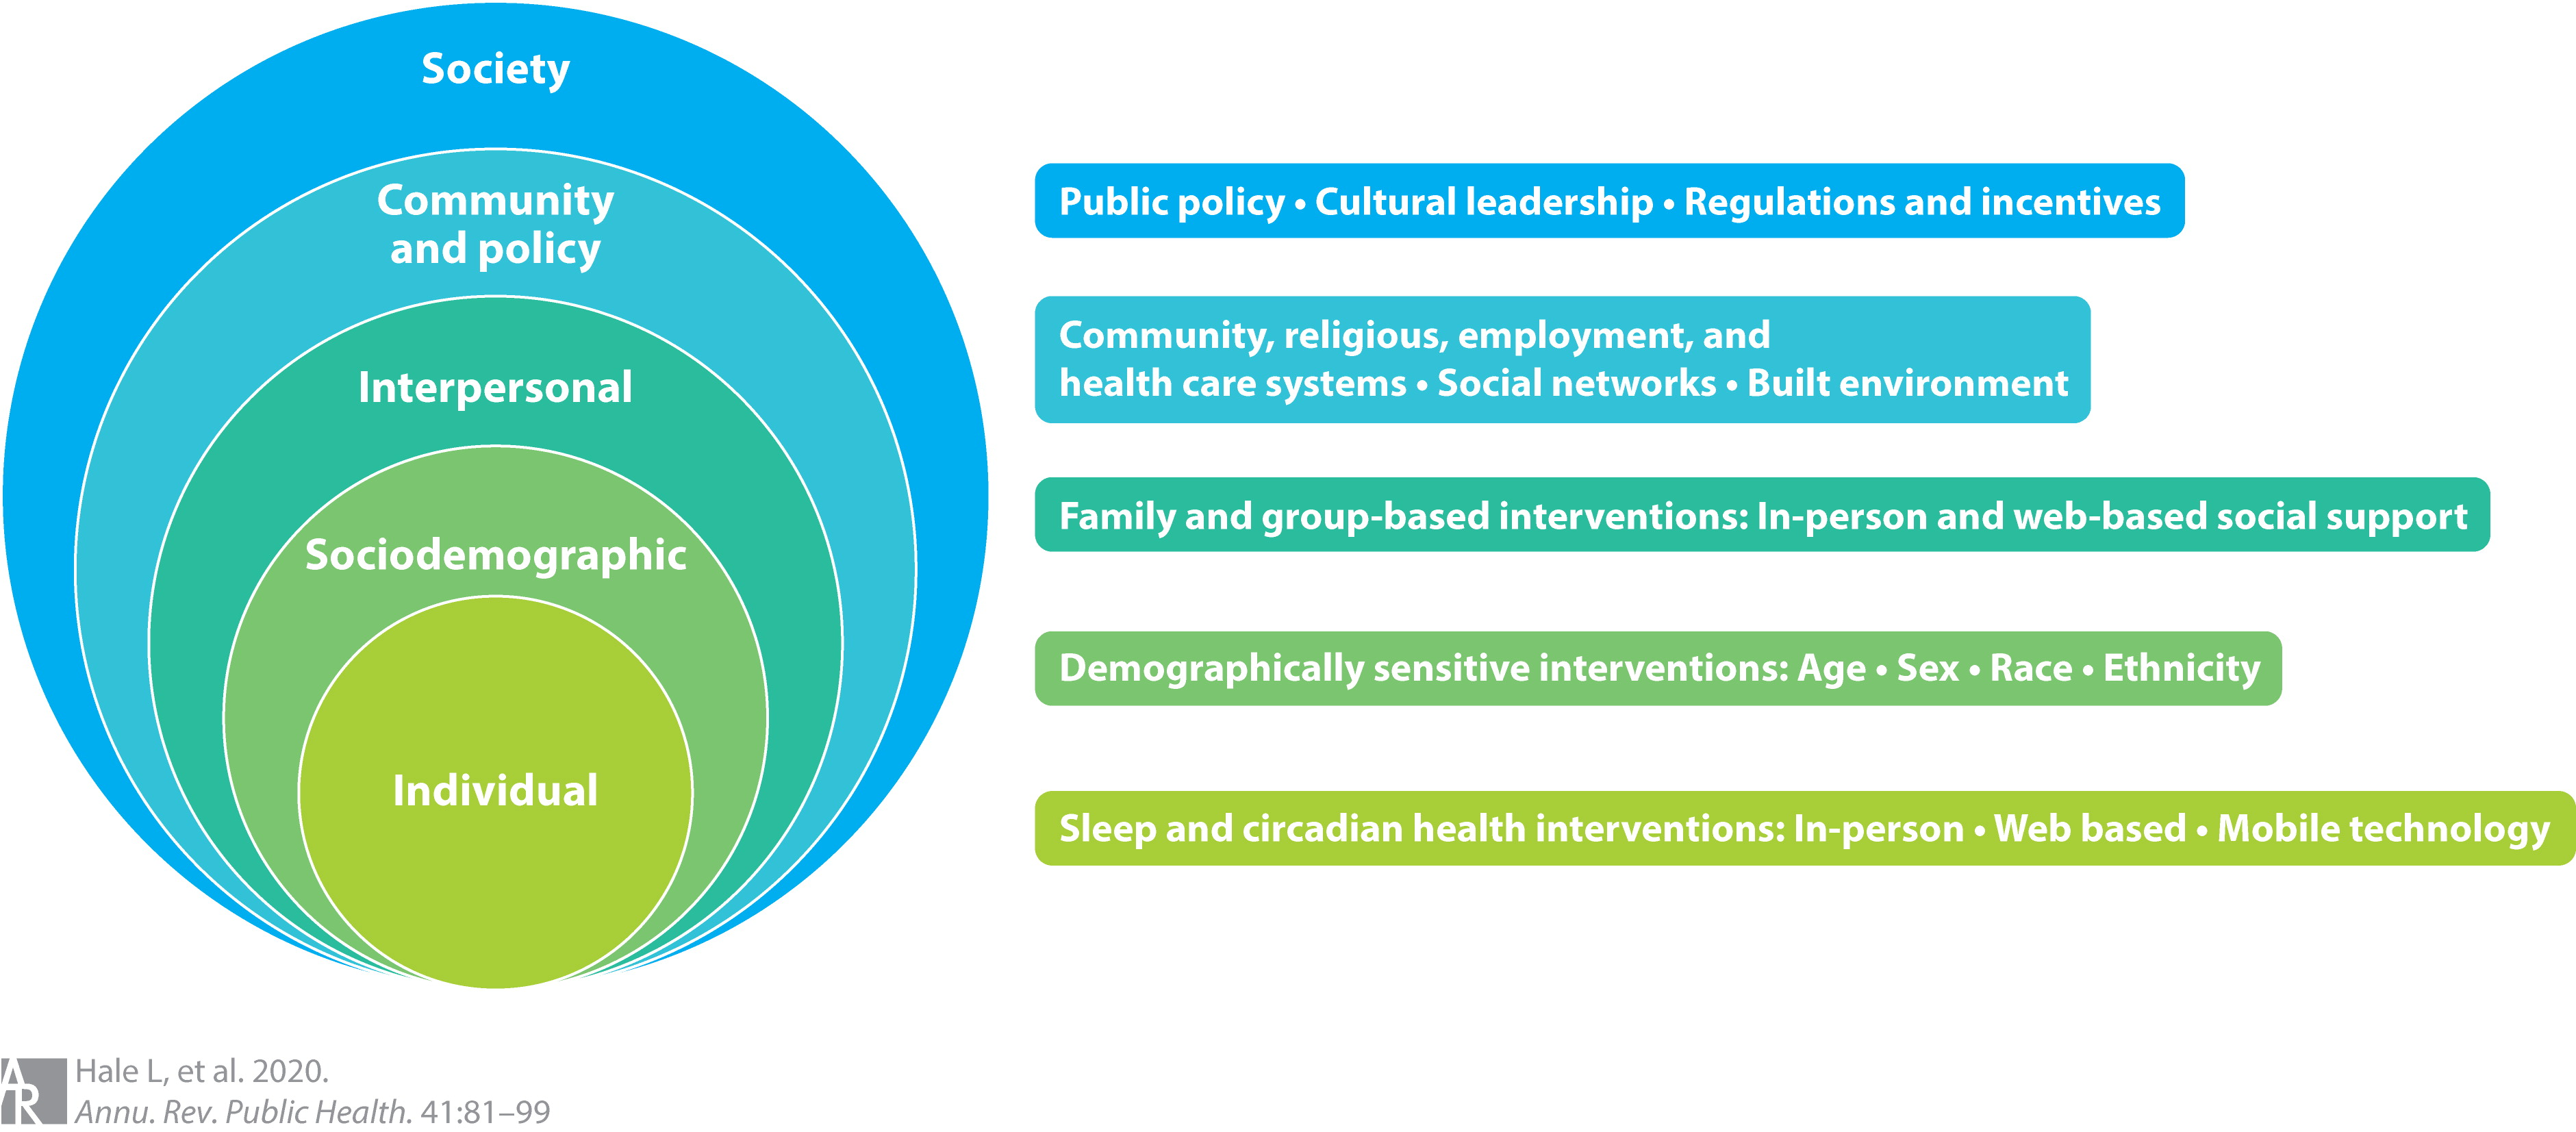 Society
Community
and policy
Interpersonal
Sociodemographic
Individual
Public policy • Cultural leadership • Regulations and incentives
Community, religious, employment, and
health care systems • Social networks • Built environment
Family and group-based interventions: In-person and web-based social support
Demographically sensitive interventions: Age • Sex • Race • Ethnicity
Sleep and circadian health interventions: In-person • Web based • Mobile technology
AR
Hale L, et al. 2020.
Annu. Rev. Public Health. 41:81–99